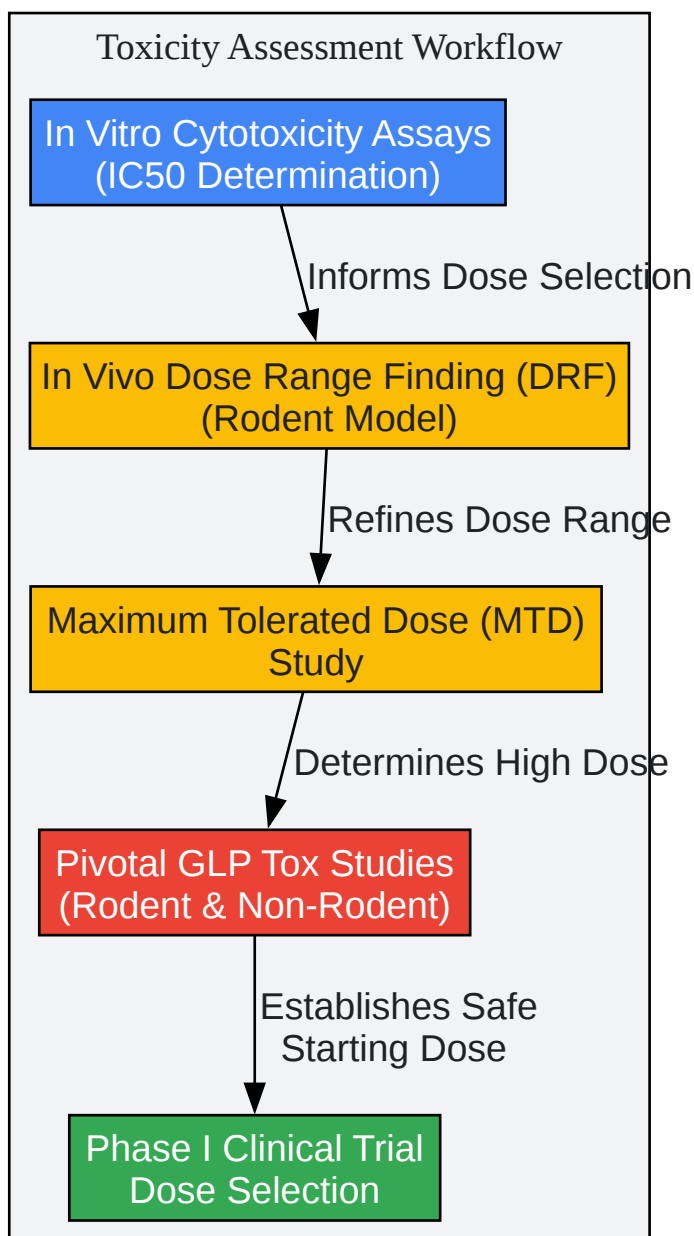 Toxicity Assessment Workflow
In Vitro Cytotoxicity Assays
(IC50 Determination)
Informs Dose Selection
In Vivo Dose Range Finding (DRF)
(Rodent Model)
Refines Dose Range
Maximum Tolerated Dose (MTD)
Study
Determines High Dose
Pivotal GLP Tox Studies
(Rodent & Non-Rodent)
Establishes Safe
Starting Dose
Phase I Clinical Trial
Dose Selection